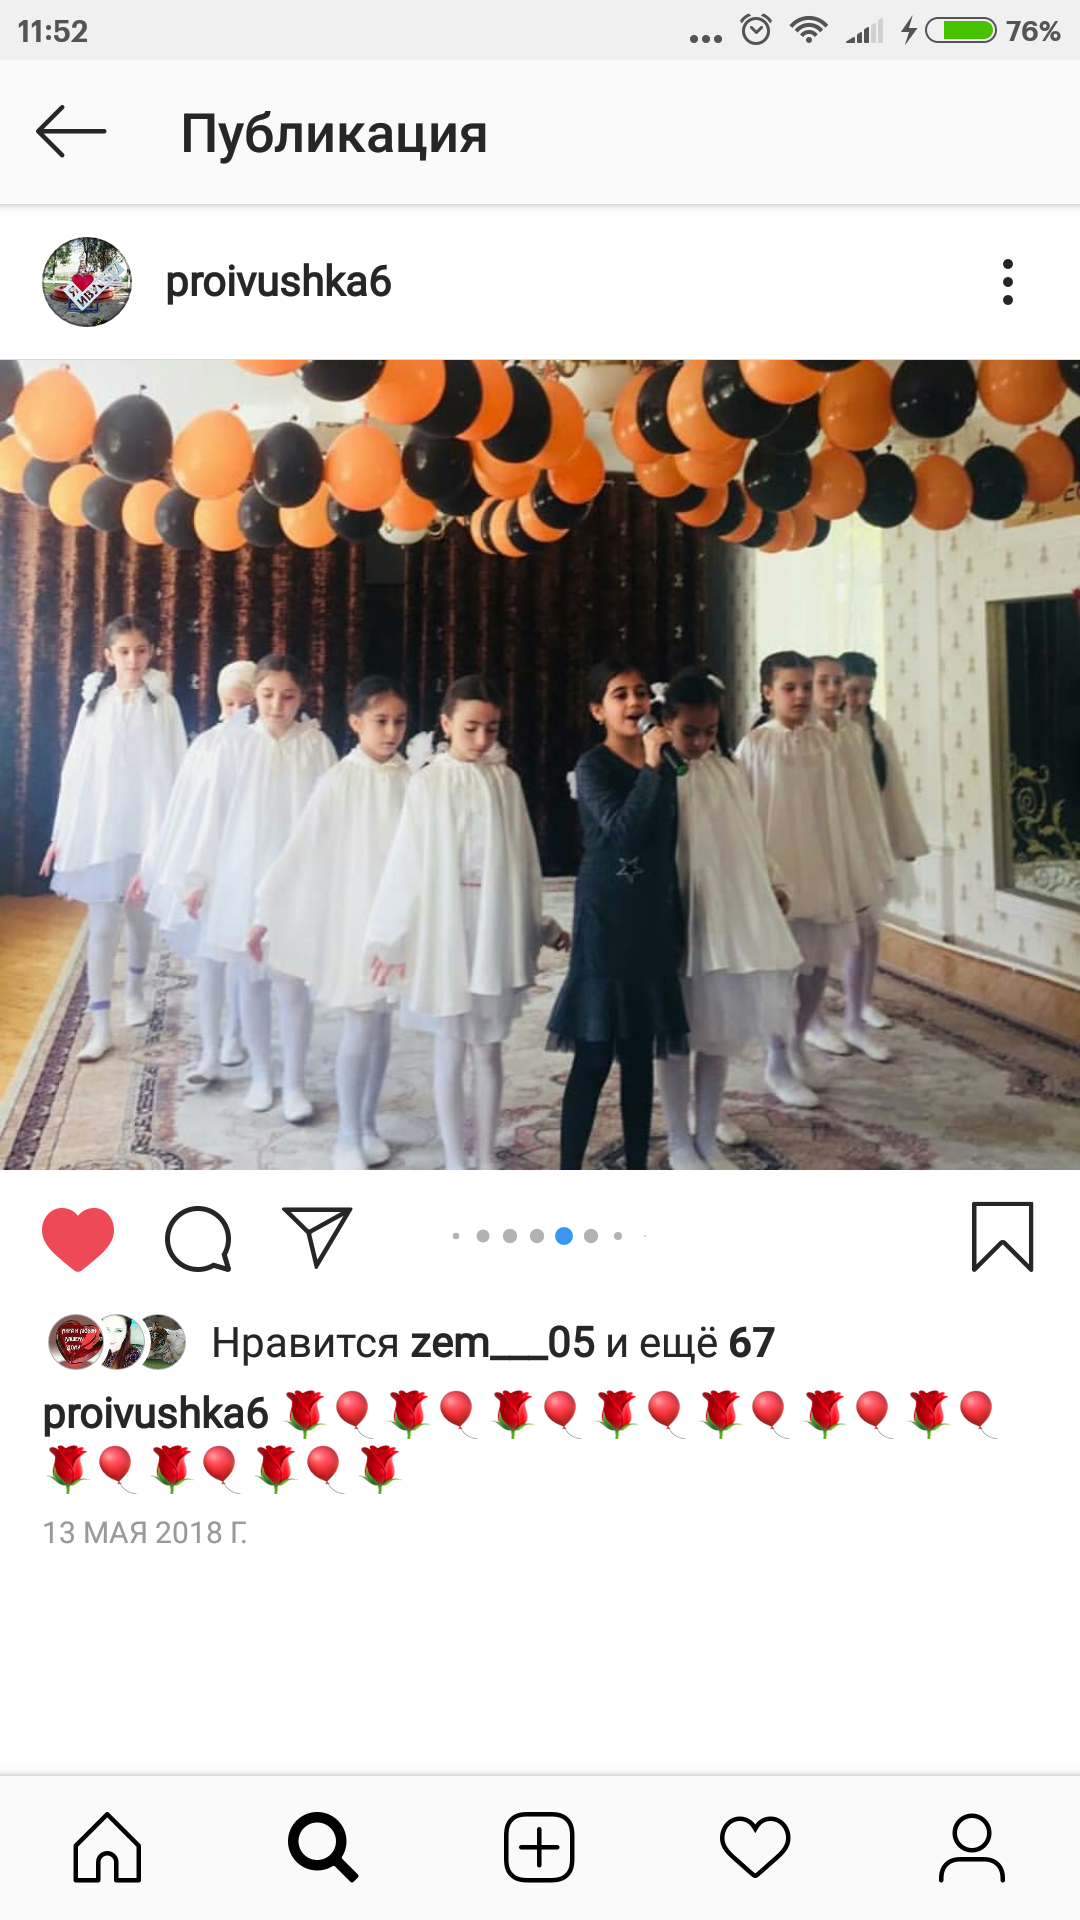 11:52
76%
Публикация
proivushka6
Нравится zem___05 и ещё 67
proivushka6 🌹🎈🌹🎈🌹🎈🌹🎈🌹🎈🌹🎈🌹🎈
🌹🎈🌹🎈🌹🎈🌹
13 МАЯ 2018 Г.